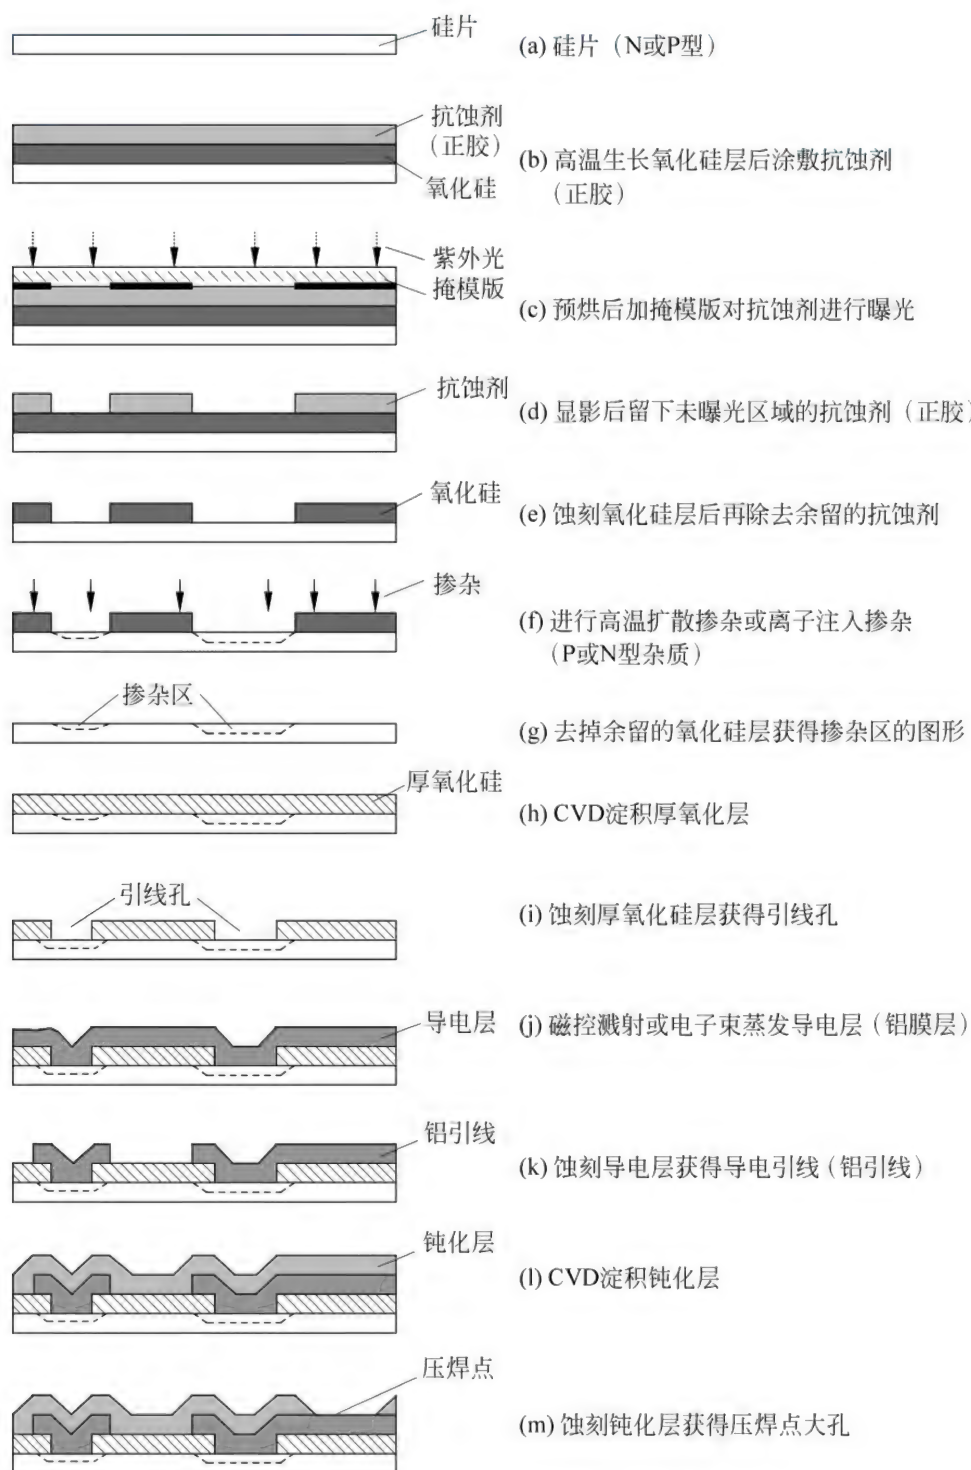 硅片
(a) 硅片（N或P型）
抗蚀剂
（正胶）
氧化硅
(b) 高温生长氧化硅层后涂敷抗蚀剂
（正胶）
紫外光
掩模版
(c) 预烘后加掩模版对抗蚀剂进行曝光
抗蚀剂
(d) 显影后留下未曝光区域的抗蚀剂（正胶）
氧化硅
(e) 蚀刻氧化硅层后再除去余留的抗蚀剂
掺杂
(f) 进行高温扩散掺杂或离子注入掺杂
（P或N型杂质）
掺杂区
(g) 去掉余留的氧化硅层获得掺杂区的图形
厚氧化硅
(h) CVD淀积厚氧化层
引线孔
(i) 蚀刻厚氧化硅层获得引线孔
导电层
(j) 磁控溅射或电子束蒸发导电层（铝膜层）
铝引线
(k) 蚀刻导电层获得导电引线（铝引线）
钝化层
(l) CVD淀积钝化层
压焊点
(m) 蚀刻钝化层获得压焊点大孔